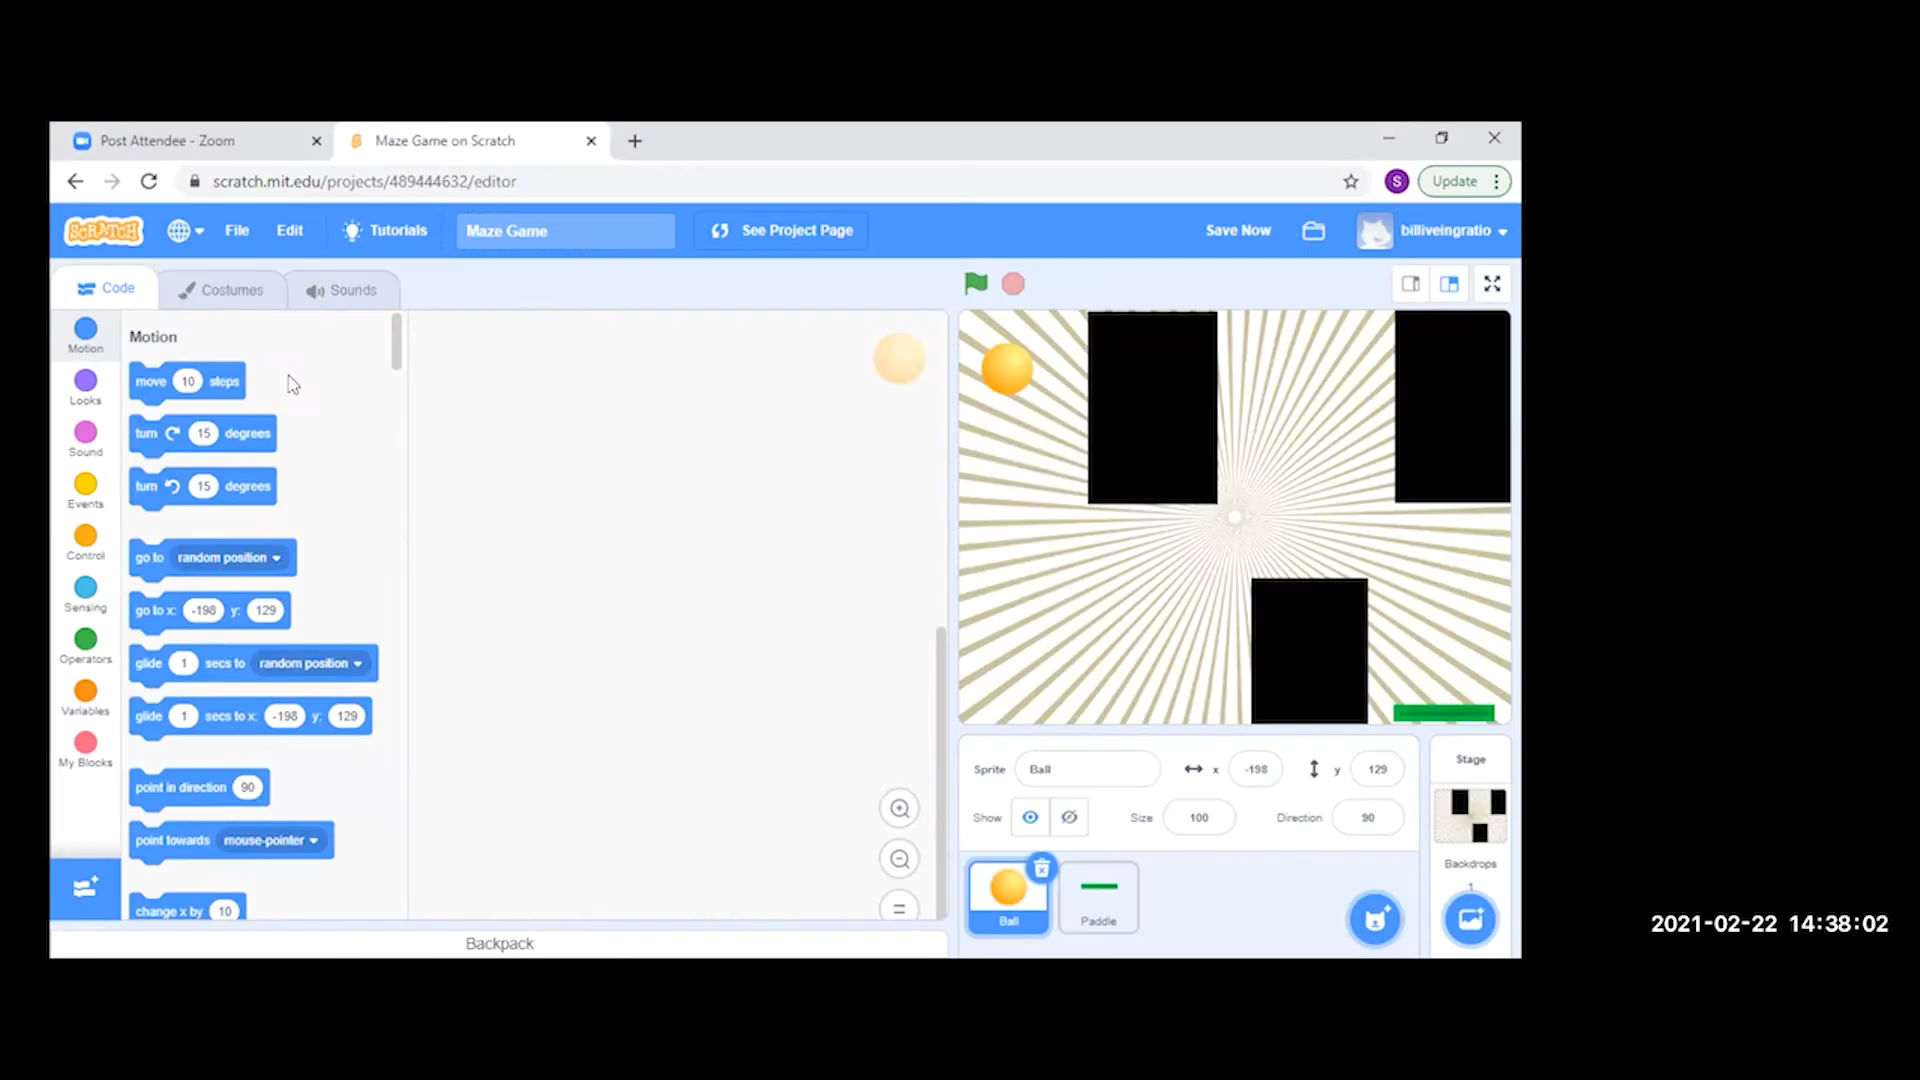 Post Attendee - Zoom
Maze Game on Scratch
scratch.mit.edu/projects/489444632/editor
S
Update
SCRATCH
File
Edit
Tutorials
Maze Game
See Project Page
Save Now
billiveingratio
Code
Costumes
Sounds
Motion
Looks
Sound
Events
Control
Sensing
Operators
Variables
My Blocks
Motion
move 10 steps
turn 15 degrees
turn 15 degrees
go to random position
go to x: -198 y: 129
glide 1 secs to random position
glide 1 secs to x: -198 y: 129
point in direction 90
point towards mouse-pointer
change x by 10
Backpack
Sprite Ball x -198 y 129
Show Size 100 Direction 90
Ball
Paddle
Stage
Backdrops
1
2021-02-22 14:38:02